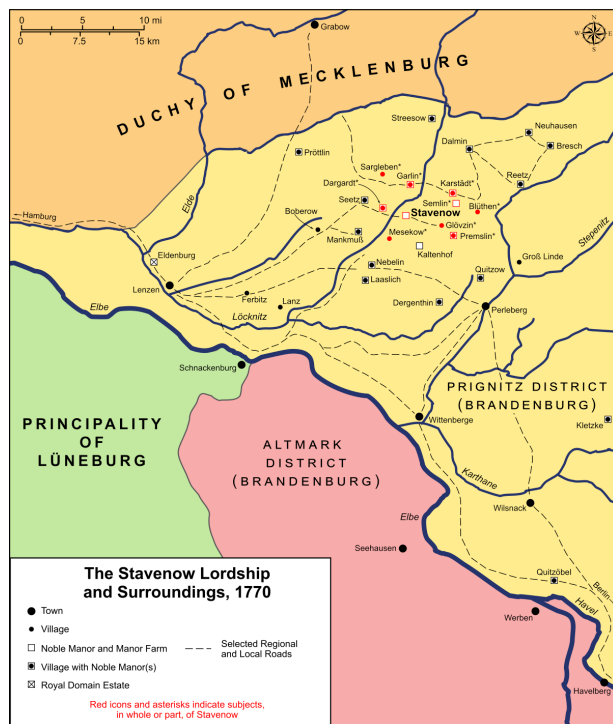 0 5 10 mi
0 7.5 15 km
N
W E
S
Grabow
DUCHY OF MECKLENBURG
Streesow
Neuhausen
Dalmin
Bresch
Pröttlin
Sargleben*
Garlin*
Reetz
Karstädt*
Dargardt*
Semlin*
Seetz
Blüthen*
Stavenow
Elde
Hamburg
Boberow
Glövzin*
Mesekow*
Premslin*
Mankmuß
Kaltenhof
Stepenitz
Eldenburg
Nebelin
Quitzow
Groß Linde
Lenzen
Laaslich
Ferbitz
Lanz
Dergenthin
Perleberg
Elbe
Löcknitz
Schnackenburg
PRIGNITZ DISTRICT
(BRANDENBURG)
Wittenberge
Kletzke
PRINCIPALITY
OF
LÜNEBURG
ALTMARK
DISTRICT
(BRANDENBURG)
Karthane
Wilsnack
Elbe
Seehausen
Quitzöbel
Berlin
Havel
Werben
Havelberg
The Stavenow Lordship
and Surroundings, 1770
Town
Village
Noble Manor and Manor Farm
Village with Noble Manor(s)
Royal Domain Estate
Selected Regional
and Local Roads
Red icons and asterisks indicate subjects,
in whole or part, of Stavenow